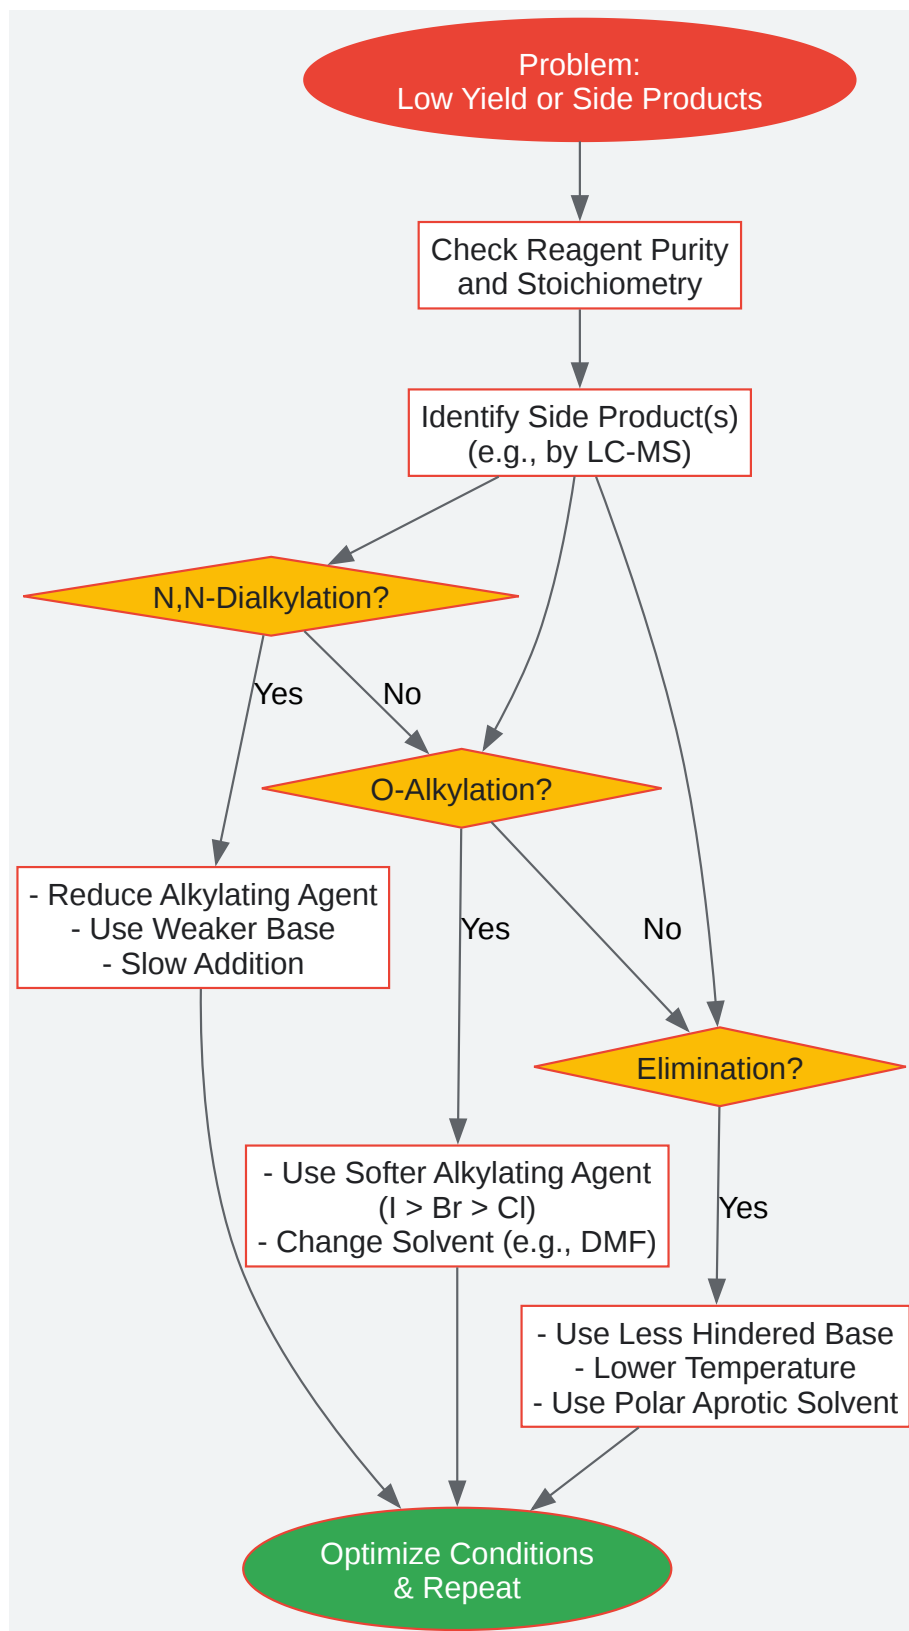 Problem:
Low Yield or Side Products
Check Reagent Purity
and Stoichiometry
Identify Side Product(s)
(e.g., by LC-MS)
N,N-Dialkylation?
Yes
No
O-Alkylation?
- Reduce Alkylating Agent
- Use Weaker Base
- Slow Addition
Yes
No
Elimination?
- Use Softer Alkylating Agent
(I > Br > Cl)
- Change Solvent (e.g., DMF)
Yes
- Use Less Hindered Base
- Lower Temperature
- Use Polar Aprotic Solvent
Optimize Conditions
& Repeat